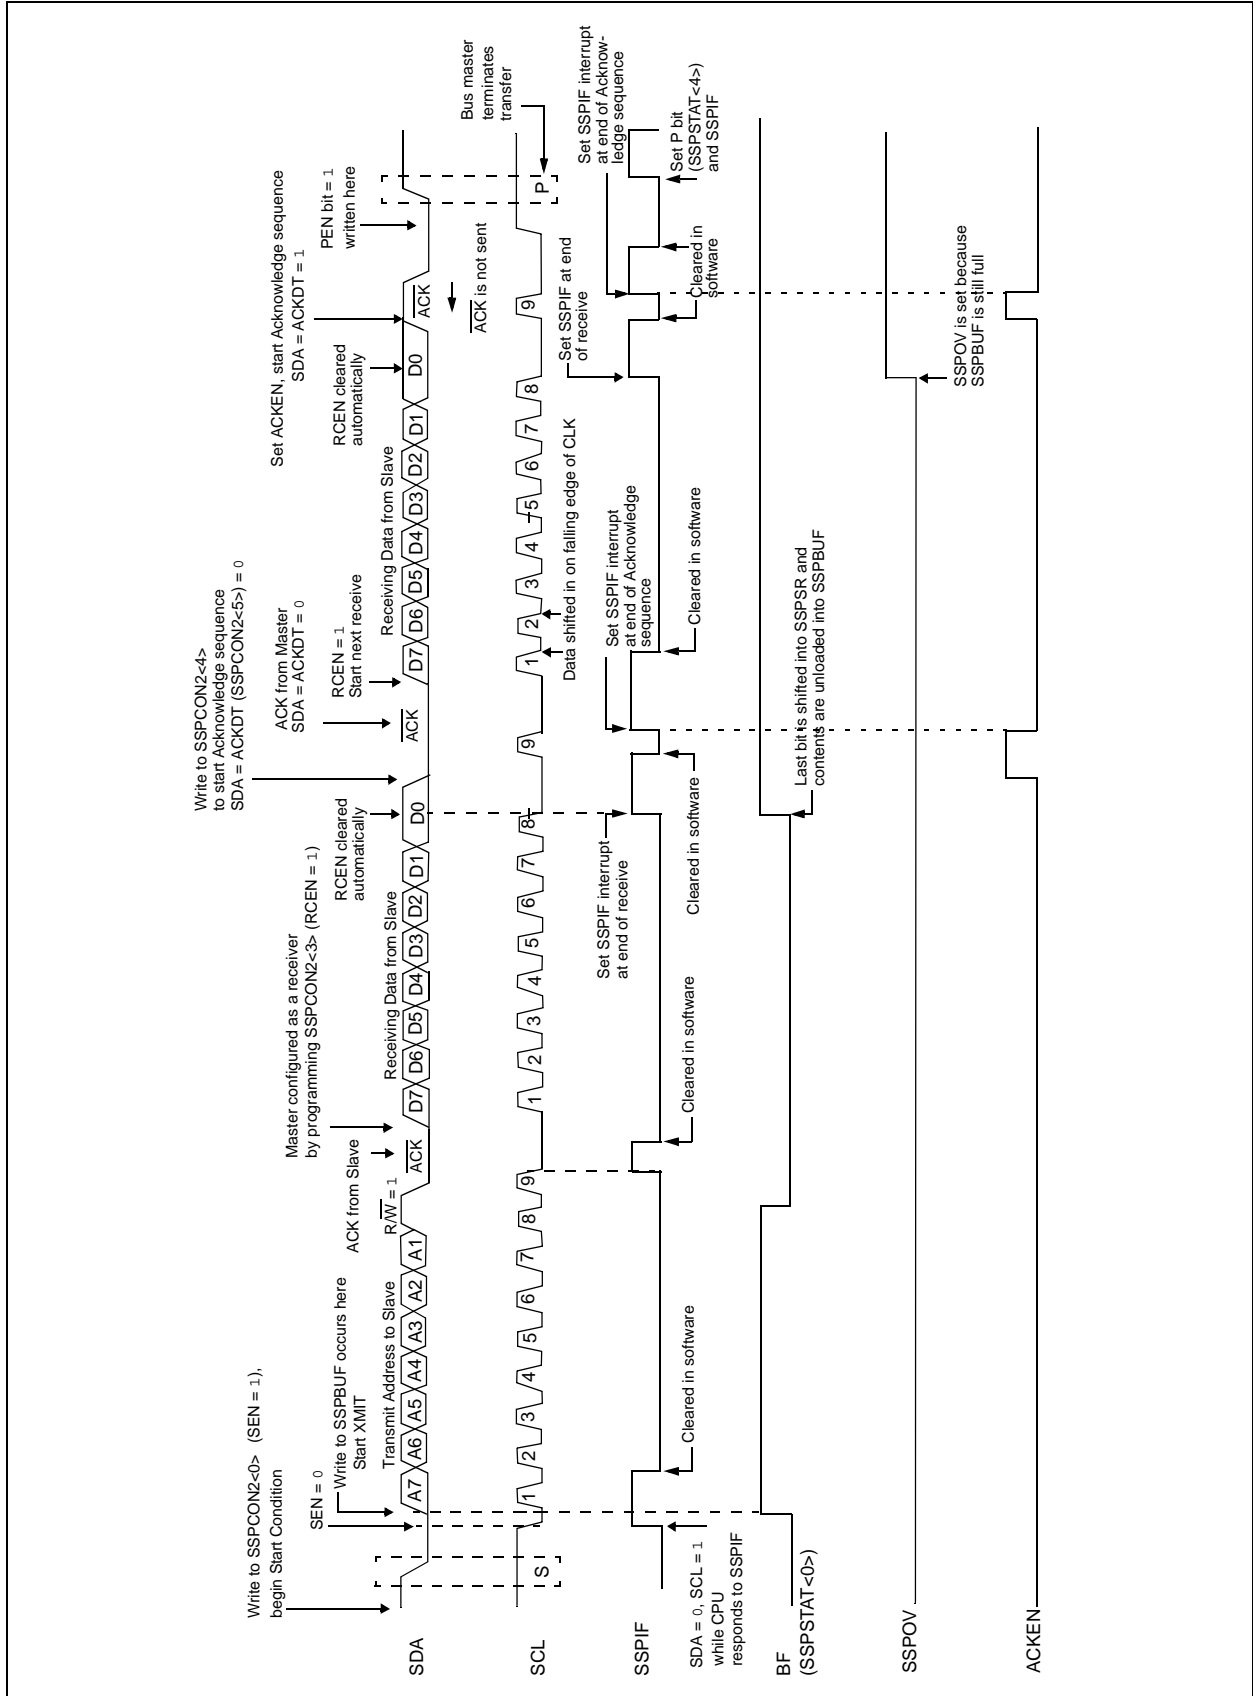 Write to SSPCON2<0> (SEN = 1),
begin Start Condition
SEN = 0
Write to SSPBUF occurs here
Start XMIT
Transmit Address to Slave
R/W = 1
ACK from Slave
Master configured as a receiver
by programming SSPCON2<3> (RCEN = 1)
Receiving Data from Slave
RCEN cleared
automatically
Write to SSPCON2<4>
to start Acknowledge sequence
SDA = ACKDT (SSPCON2<5>) = 0
ACK from Master
SDA = ACKDT = 0
RCEN = 1
Start next receive
Receiving Data from Slave
RCEN cleared
automatically
Set ACKEN, start Acknowledge sequence
SDA = ACKDT = 1
PEN bit = 1
written here
SDA
A7 A6 A5 A4 A3 A2 A1
ACK
D7 D6 D5 D4 D3 D2 D1 D0
ACK
D7 D6 D5 D4 D3 D2 D1 D0
ACK
ACK is not sent
Bus master
terminates
transfer
SCL
S
1 2 3 4 5 6 7 8 9
1 2 3 4 5 6 7 8
9
1 2 3 4 5 6 7 8
9
P
Data shifted in on falling edge of CLK
SSPIF
SDA = 0, SCL = 1
while CPU
responds to SSPIF
Cleared in software
Cleared in software
Set SSPIF interrupt
at end of receive
Cleared in software
Set SSPIF interrupt
at end of Acknowledge
sequence
Cleared in software
Set SSPIF at end
of receive
Cleared in
software
Set SSPIF interrupt
at end of Acknow-
ledge sequence
Set P bit
(SSPSTAT<4>)
and SSPIF
BF
(SSPSTAT<0>)
Last bit is shifted into SSPSR and
contents are unloaded into SSPBUF
SSPOV
SSPOV is set because
SSPBUF is still full
ACKEN